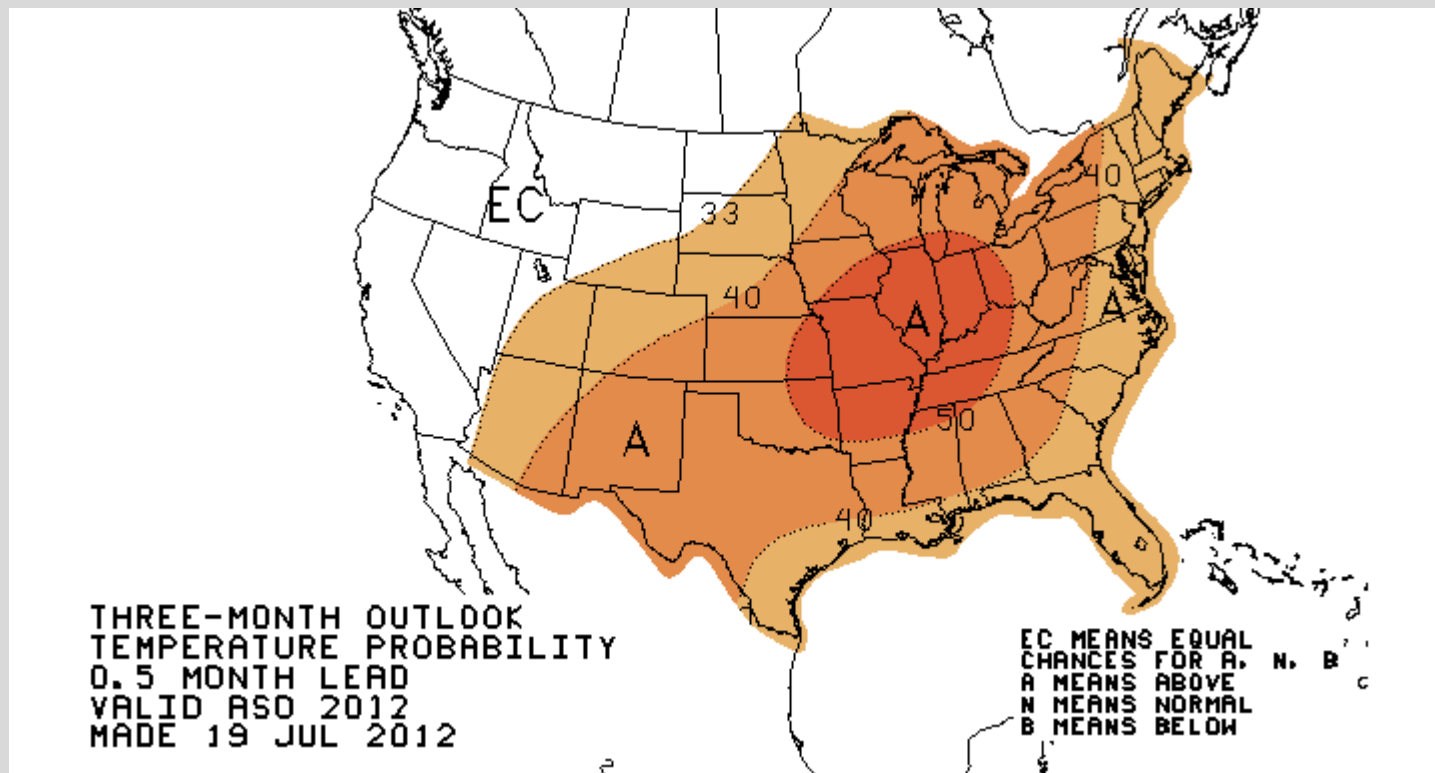 40
EC
33
40
A
A
A
50
40
THREE-MONTH OUTLOOK
TEMPERATURE PROBABILITY
0.5 MONTH LEAD
VALID ASO 2012
MADE 19 JUL 2012
EC MEANS EQUAL
CHANCES FOR A, N, B
A MEANS ABOVE
N MEANS NORMAL
B MEANS BELOW